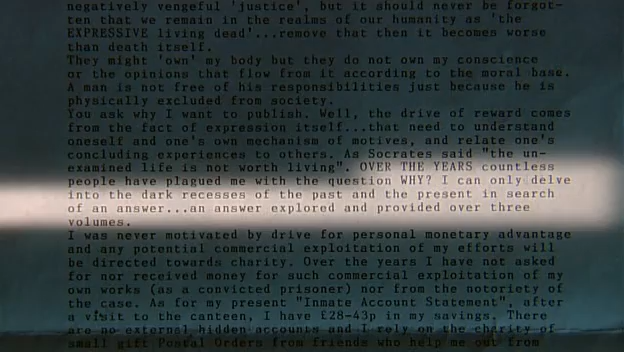 negatively vengeful 'justice', but it should never be forgot-
ten that we remain in the realms of our humanity as 'the
EXPRESSIVE living dead'...remove that then it becomes worse
than death itself.
They might 'own' my body but they do not own my conscience
or the opinions that flow from it according to the moral base.
A man is not free of his responsibilities just because he is
physically excluded from society.
You ask why I want to publish. Well, the drive of reward comes
from the fact of expression itself...that need to understand
oneself and one's own mechanism of motives, and relate one's
concluding experiences to others. As Socrates said "the un-
examined life is not worth living". OVER THE YEARS countless
people have plagued me with the question WHY? I can only delve
into the dark recesses of the past and the present in search
of an answer...an answer explored and provided over three
volumes.
I was never motivated by drive for personal monetary advantage
and any potential commercial exploitation of my efforts will
be directed towards charity. Over the years I have not asked
for nor received money for such commercial exploitation of my
own works (as a convicted prisoner) nor from the notoriety of
the case. As for my present "Inmate Account Statement", after
a visit to the canteen, I have £28-43p in my savings. There
are no external hidden accounts and I rely on the charity of
small gift Postal Orders from friends who help me out from